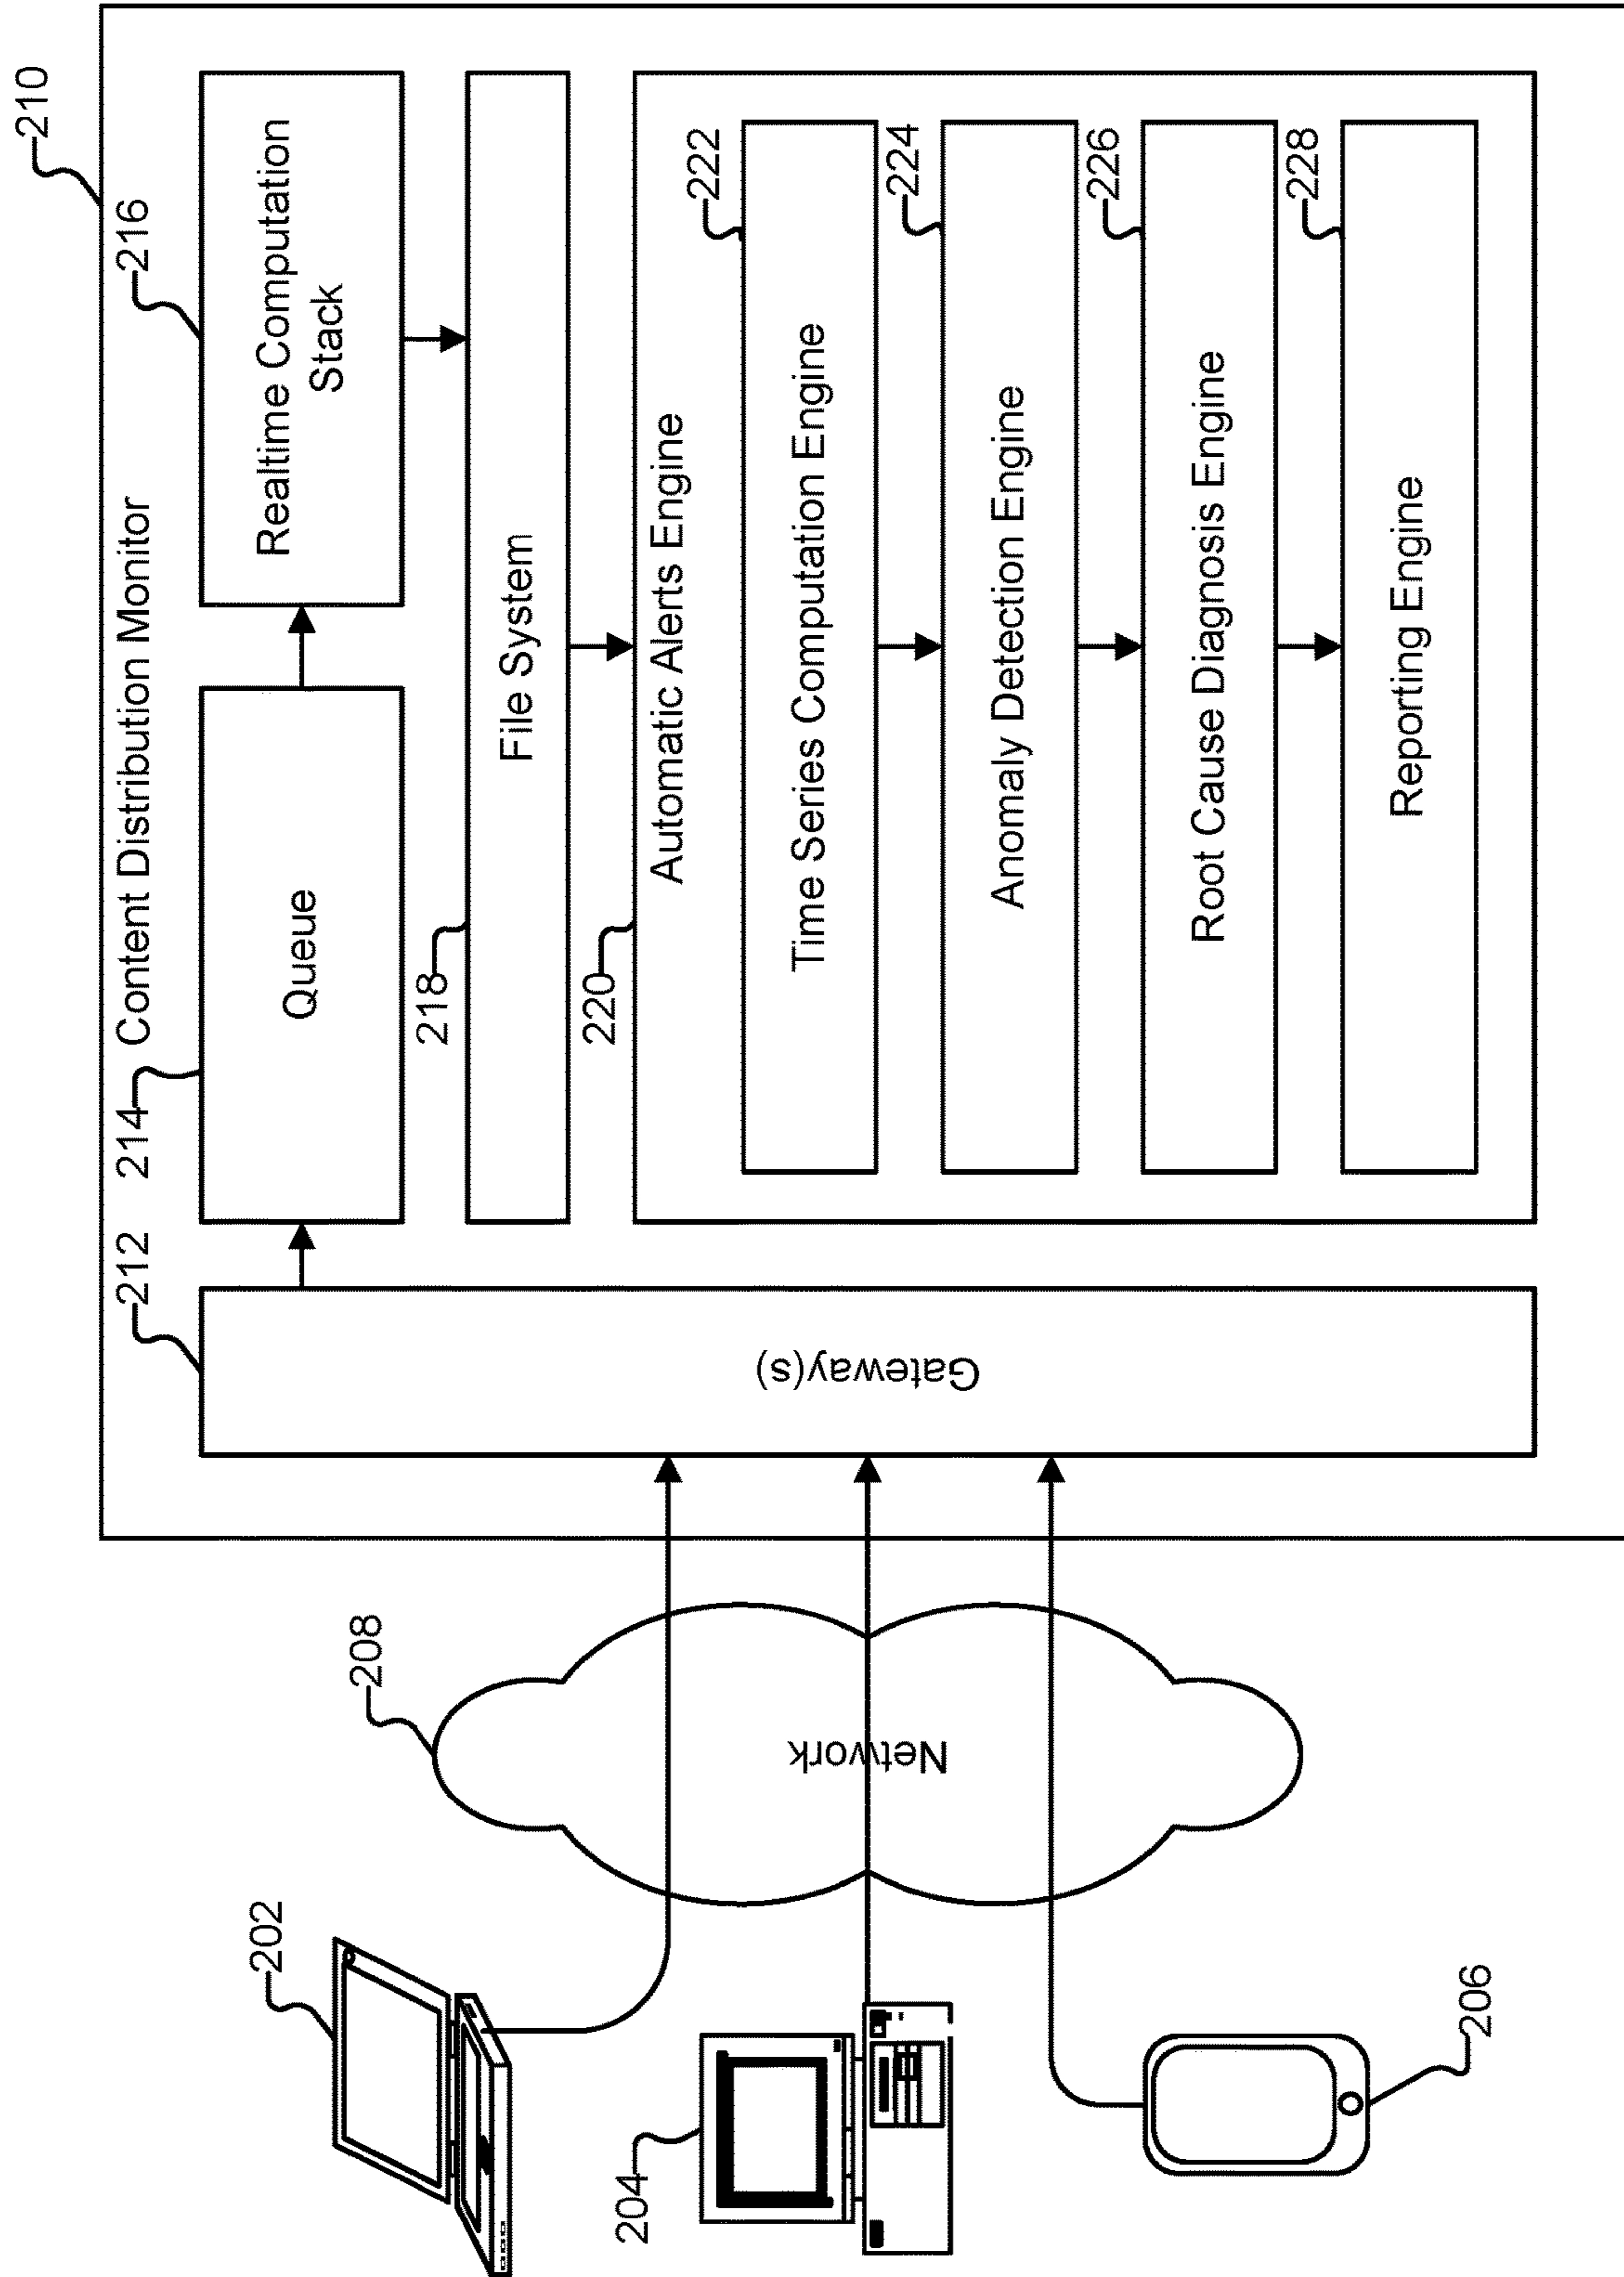 210
Content Distribution Monitor
212
214
216
Gateway(s)
Queue
Realtime Computation
Stack
218
File System
220
Automatic Alerts Engine
222
Time Series Computation Engine
224
Anomaly Detection Engine
226
Root Cause Diagnosis Engine
228
Reporting Engine
202
204
206
208
Network